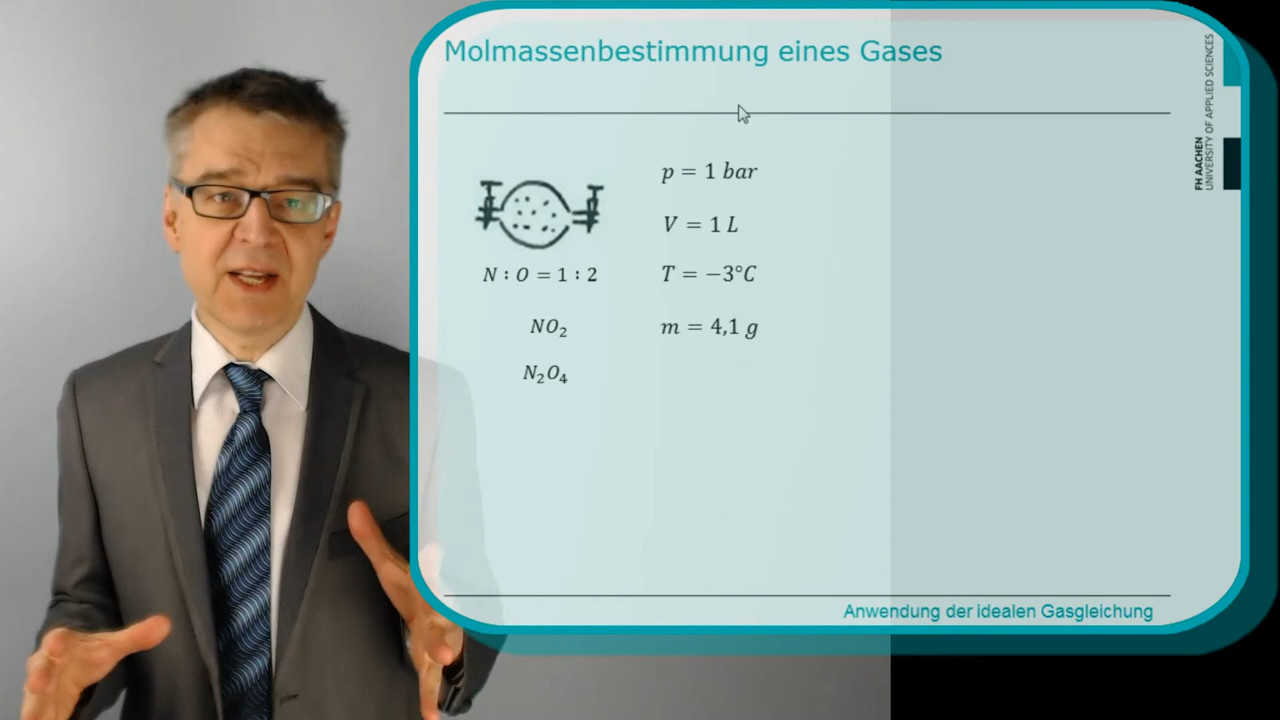 Molmassenbestimmung eines Gases
FH AACHEN
UNIVERSITY OF APPLIED SCIENCES
p = 1 bar
V = 1 L
N : O = 1 : 2
T = −3°C
NO₂
m = 4,1 g
N₂O₄
Anwendung der idealen Gasgleichung